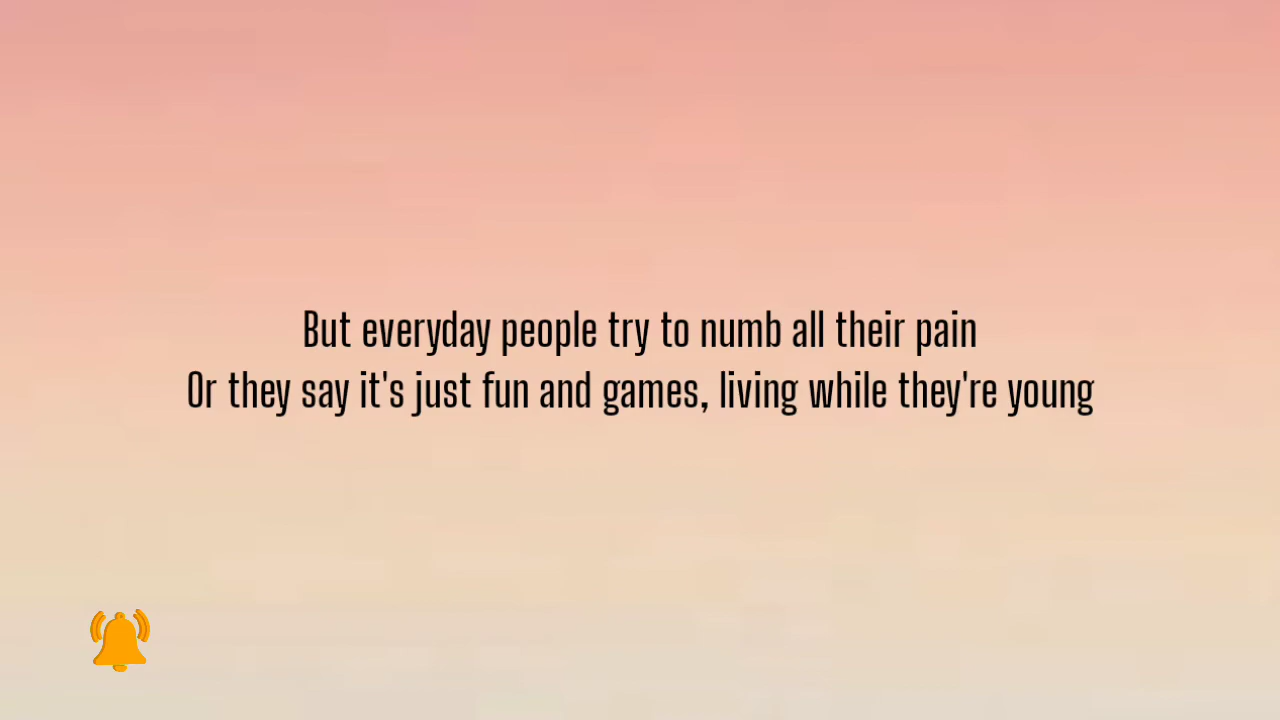 But everyday people try to numb all their pain
Or they say it's just fun and games, living while they're young